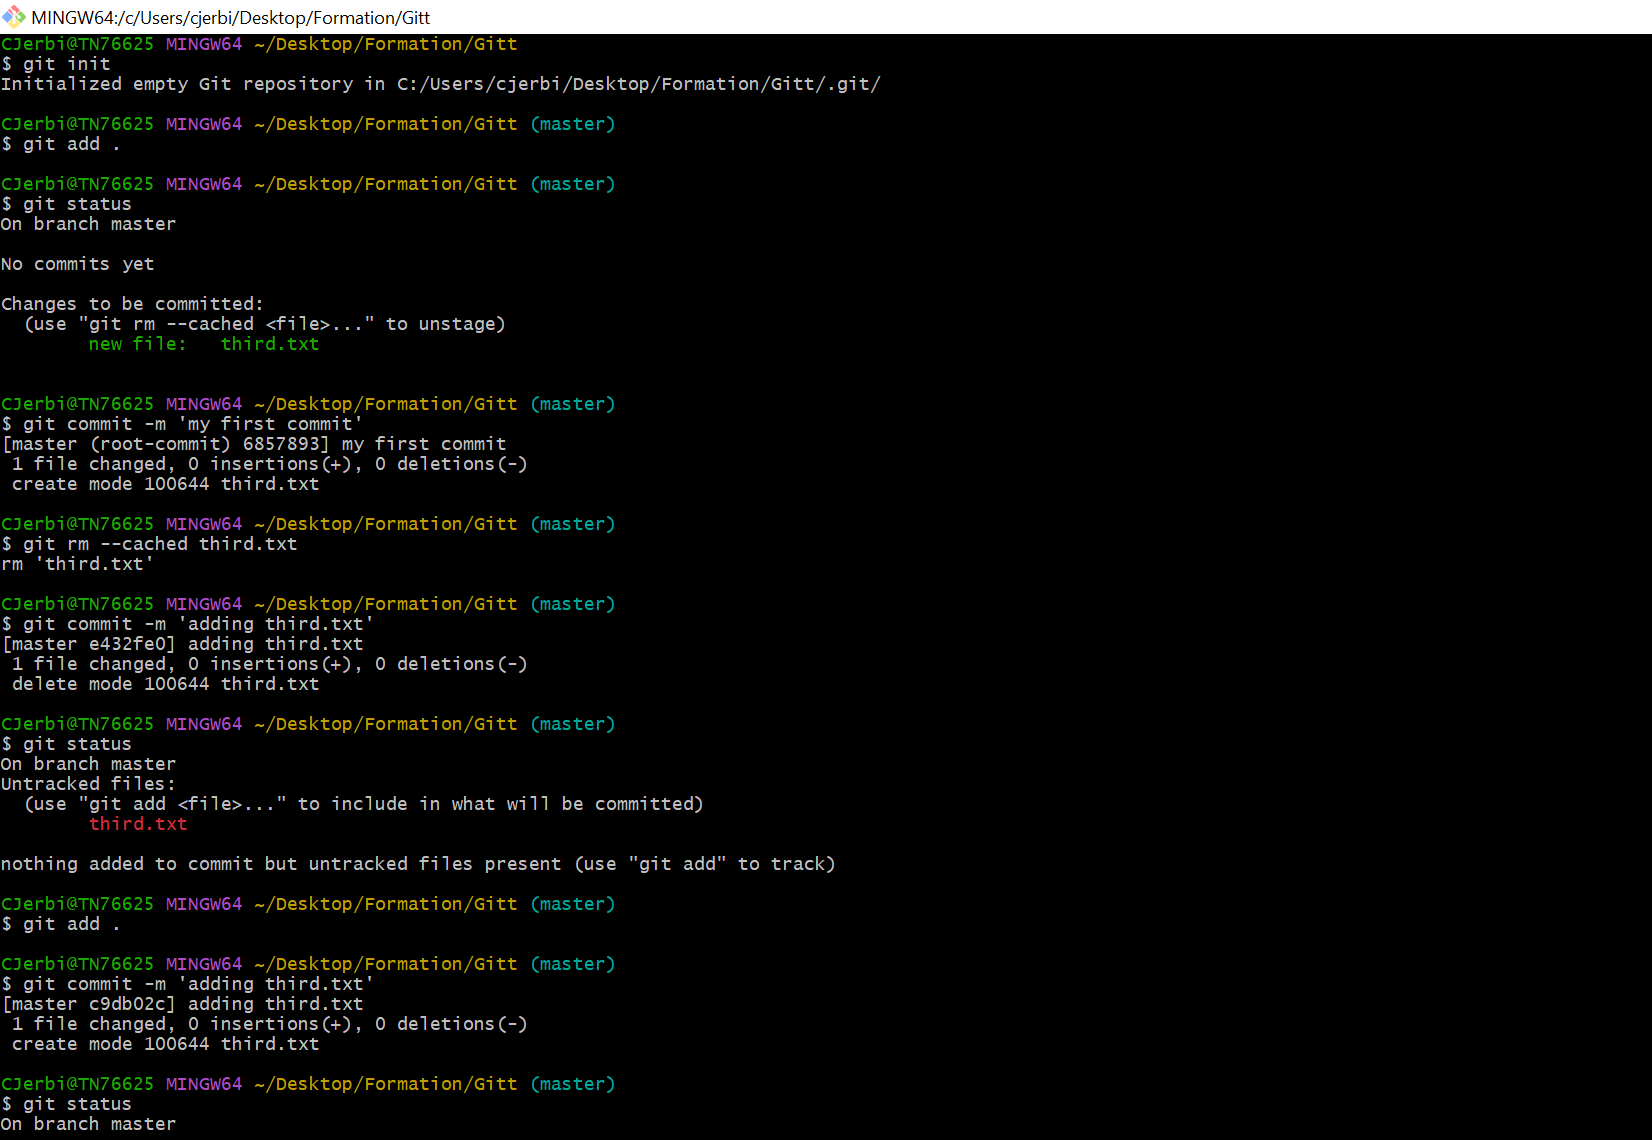 MINGW64:/c/Users/cjerbi/Desktop/Formation/Gitt
CJerbi@TN76625 MINGW64 ~/Desktop/Formation/Gitt
$ git init
Initialized empty Git repository in C:/Users/cjerbi/Desktop/Formation/Gitt/.git/
CJerbi@TN76625 MINGW64 ~/Desktop/Formation/Gitt (master)
$ git add .
CJerbi@TN76625 MINGW64 ~/Desktop/Formation/Gitt (master)
$ git status
On branch master
No commits yet
Changes to be committed:
  (use "git rm --cached <file>..." to unstage)
        new file:   third.txt
CJerbi@TN76625 MINGW64 ~/Desktop/Formation/Gitt (master)
$ git commit -m 'my first commit'
[master (root-commit) 6857893] my first commit
 1 file changed, 0 insertions(+), 0 deletions(-)
 create mode 100644 third.txt
CJerbi@TN76625 MINGW64 ~/Desktop/Formation/Gitt (master)
$ git rm --cached third.txt
rm 'third.txt'
CJerbi@TN76625 MINGW64 ~/Desktop/Formation/Gitt (master)
$ git commit -m 'adding third.txt'
[master e432fe0] adding third.txt
 1 file changed, 0 insertions(+), 0 deletions(-)
 delete mode 100644 third.txt
CJerbi@TN76625 MINGW64 ~/Desktop/Formation/Gitt (master)
$ git status
On branch master
Untracked files:
  (use "git add <file>..." to include in what will be committed)
        third.txt
nothing added to commit but untracked files present (use "git add" to track)
CJerbi@TN76625 MINGW64 ~/Desktop/Formation/Gitt (master)
$ git add .
CJerbi@TN76625 MINGW64 ~/Desktop/Formation/Gitt (master)
$ git commit -m 'adding third.txt'
[master c9db02c] adding third.txt
 1 file changed, 0 insertions(+), 0 deletions(-)
 create mode 100644 third.txt
CJerbi@TN76625 MINGW64 ~/Desktop/Formation/Gitt (master)
$ git status
On branch master